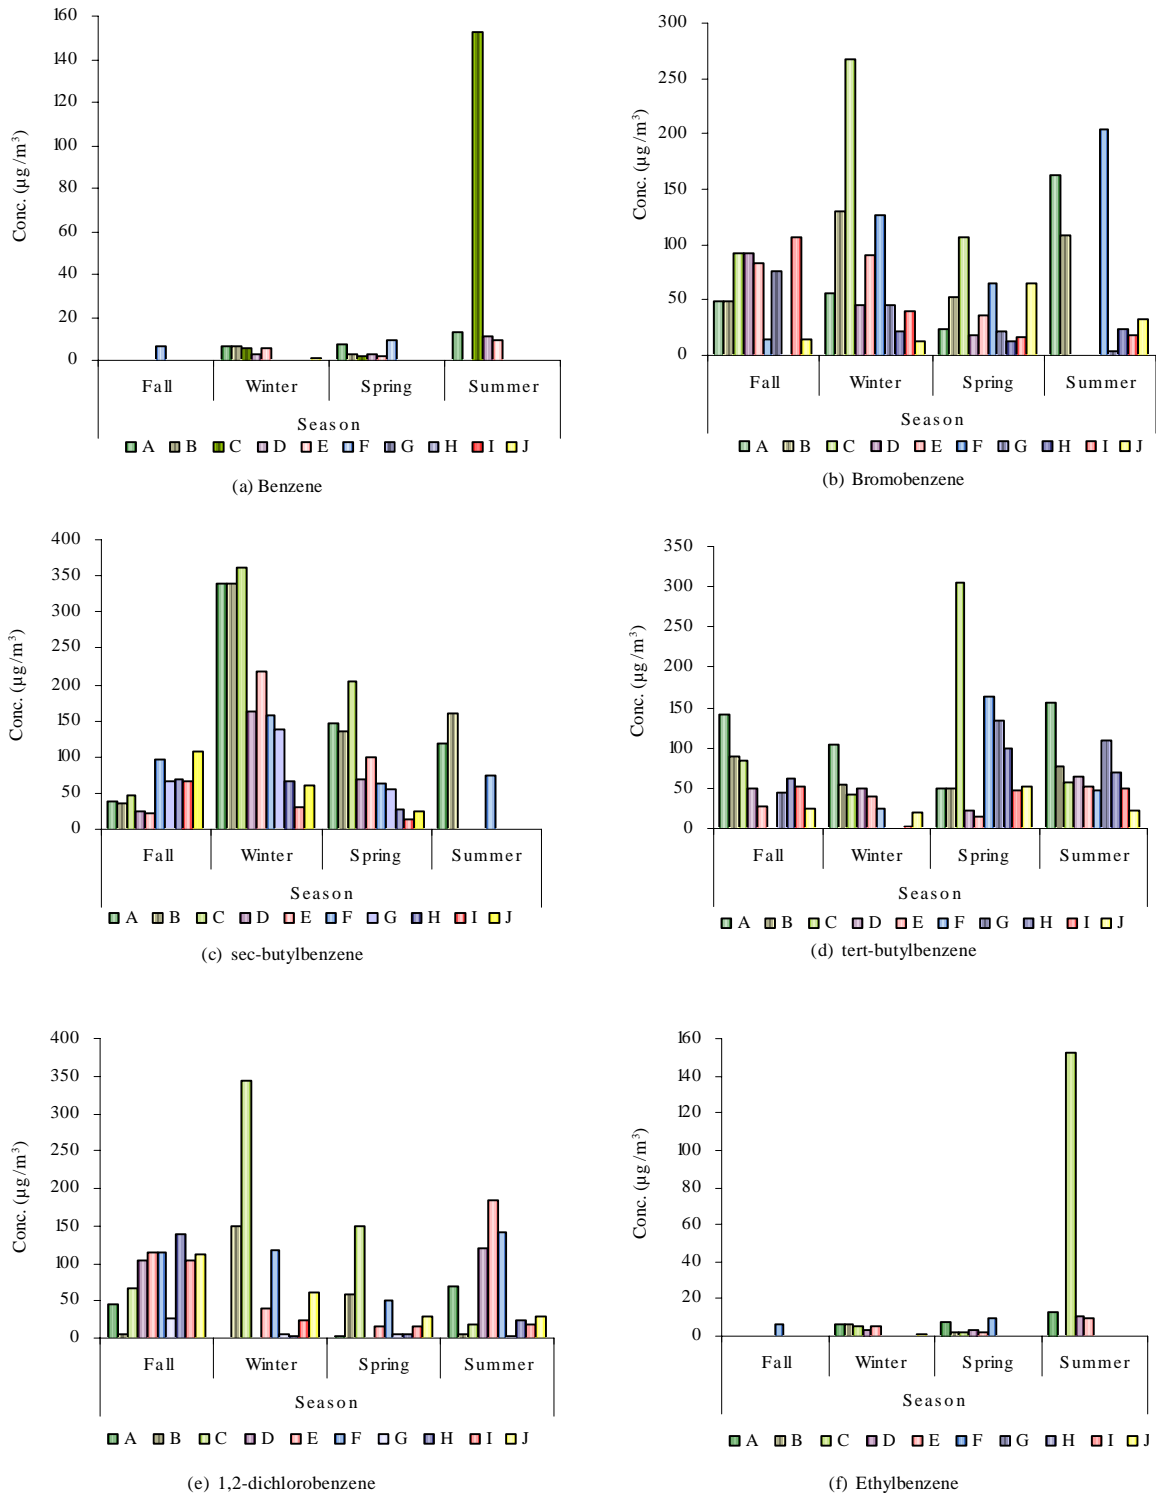 160
140
120
100
80
60
40
20
0
Conc. (µg/m³)
Fall Winter Spring Summer
Season
A B C D E F G H I J
(a) Benzene
300
250
200
150
100
50
0
Conc. (µg/m³)
Fall Winter Spring Summer
Season
A B C D E F G H I J
(b) Bromobenzene
400
350
300
250
200
150
100
50
0
Conc. (µg/m³)
Fall Winter Spring Summer
Season
A B C D E F G H I J
(c) sec-butylbenzene
350
300
250
200
150
100
50
0
Conc. (µg/m³)
Fall Winter Spring Summer
Season
A B C D E F G H I J
(d) tert-butylbenzene
400
350
300
250
200
150
100
50
0
Conc. (µg/m³)
Fall Winter Spring Summer
Season
A B C D E F G H I J
(e) 1,2-dichlorobenzene
160
140
120
100
80
60
40
20
0
Conc. (µg/m³)
Fall Winter Spring Summer
Season
A B C D E F G H I J
(f) Ethylbenzene